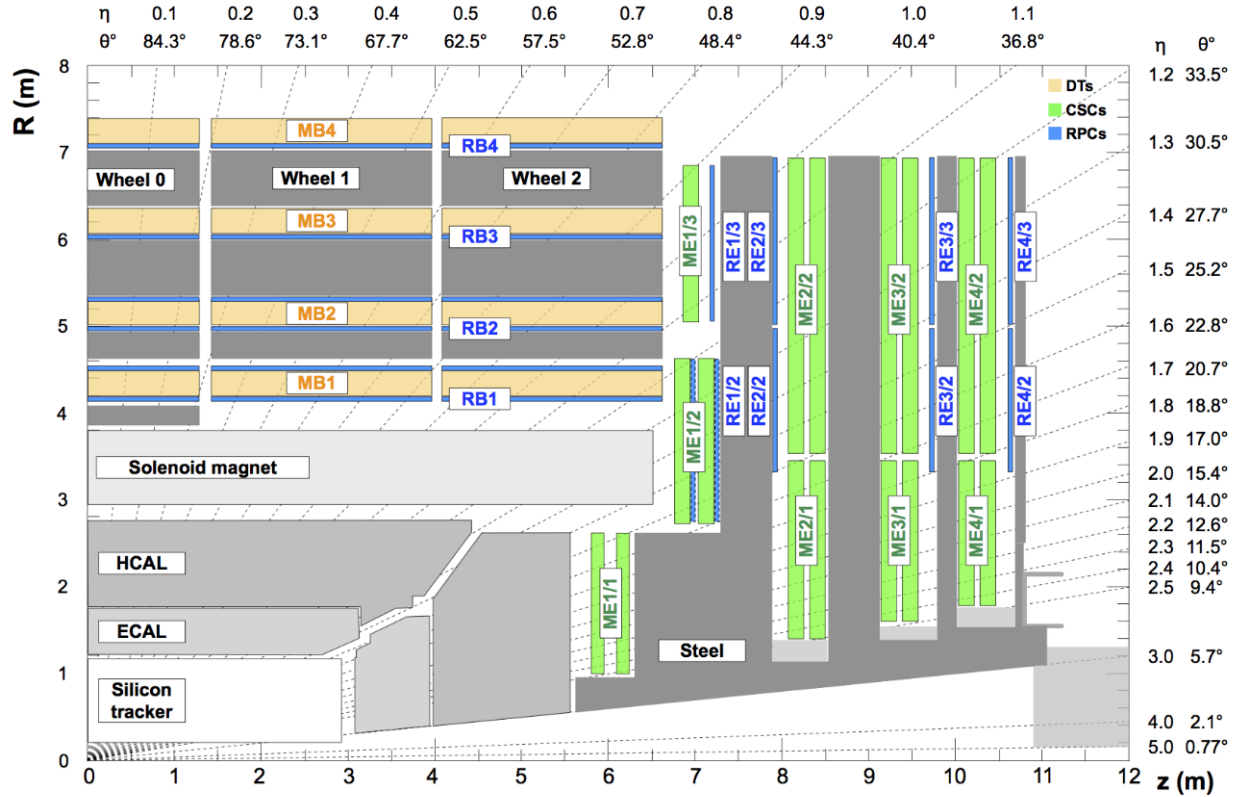 η 0.1 0.2 0.3 0.4 0.5 0.6 0.7 0.8 0.9 1.0 1.1
θ° 84.3° 78.6° 73.1° 67.7° 62.5° 57.5° 52.8° 48.4° 44.3° 40.4° 36.8° η θ°
R (m)
8
7
6
5
4
3
2
1
0
1.2 33.5°
1.3 30.5°
1.4 27.7°
1.5 25.2°
1.6 22.8°
1.7 20.7°
1.8 18.8°
1.9 17.0°
2.0 15.4°
2.1 14.0°
2.2 12.6°
2.3 11.5°
2.4 10.4°
2.5 9.4°
3.0 5.7°
4.0 2.1°
5.0 0.77°
DTs
CSCs
RPCs
MB4
RB4
Wheel 0 Wheel 1 Wheel 2
MB3
RB3
MB2
RB2
MB1
RB1
Solenoid magnet
HCAL
ECAL
Silicon
tracker
Steel
ME1/3
RE1/3
RE2/3
ME2/2
ME3/2
RE3/3
ME4/2
RE4/3
ME1/2
RE1/2
RE2/2
RE3/2
RE4/2
ME1/1
ME2/1
ME3/1
ME4/1
0 1 2 3 4 5 6 7 8 9 10 11 12
z (m)